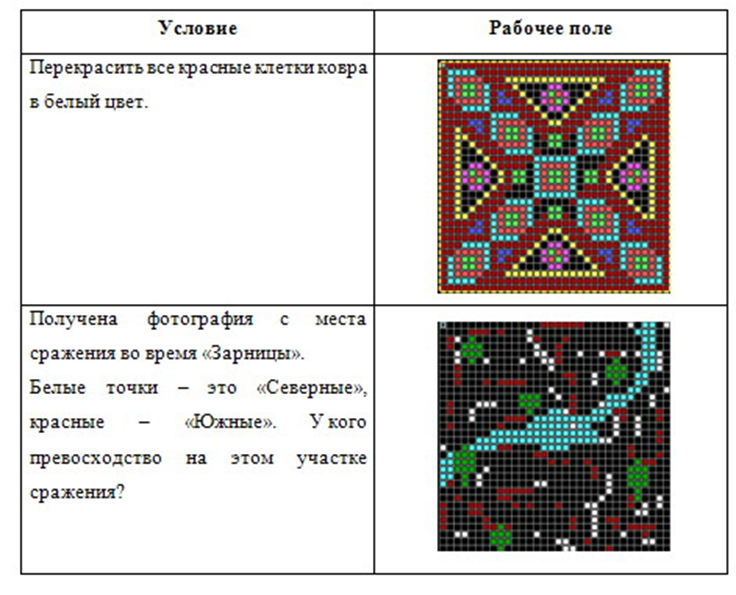 Условие
Рабочее поле
Перекрасить все красные клетки ковра
в белый цвет.
Получена фотография с места
сражения во время «Зарницы».
Белые точки – это «Северные»,
красные – «Южные». У кого
превосходство на этом участке
сражения?